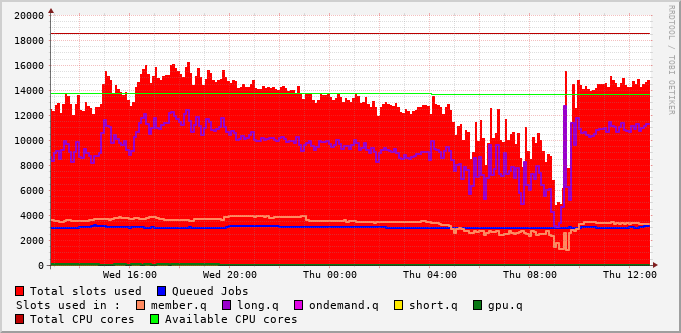 RRDTOOL / TOBI OETIKER
20000
18000
16000
14000
12000
10000
8000
6000
4000
2000
0
Wed 16:00 Wed 20:00 Thu 00:00 Thu 04:00 Thu 08:00 Thu 12:00
Total slots used Queued Jobs
Slots used in : member.q long.q ondemand.q short.q gpu.q
Total CPU cores Available CPU cores